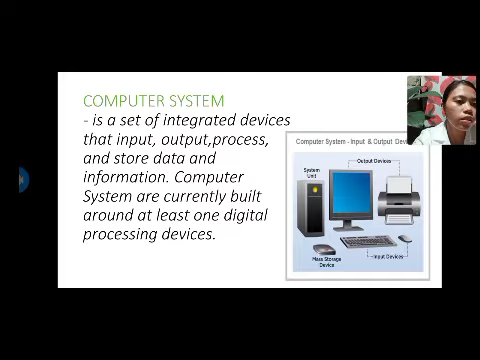 COMPUTER SYSTEM
- is a set of integrated devices
that input, output,process,
and store data and
information. Computer
System are currently built
around at least one digital
processing devices.
Computer System - Input & Output
Output Devices
System
Unit
Mass Storage
Device
Input Devices